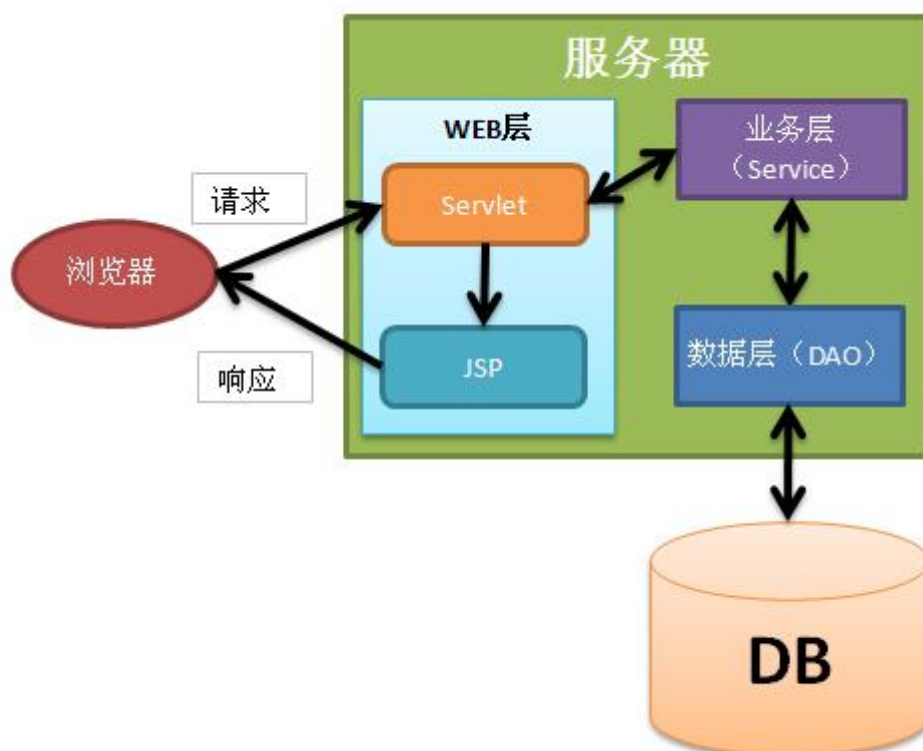 服务器
WEB层
业务层
（Service）
请求
Servlet
浏览器
响应
JSP
数据层（DAO）
DB